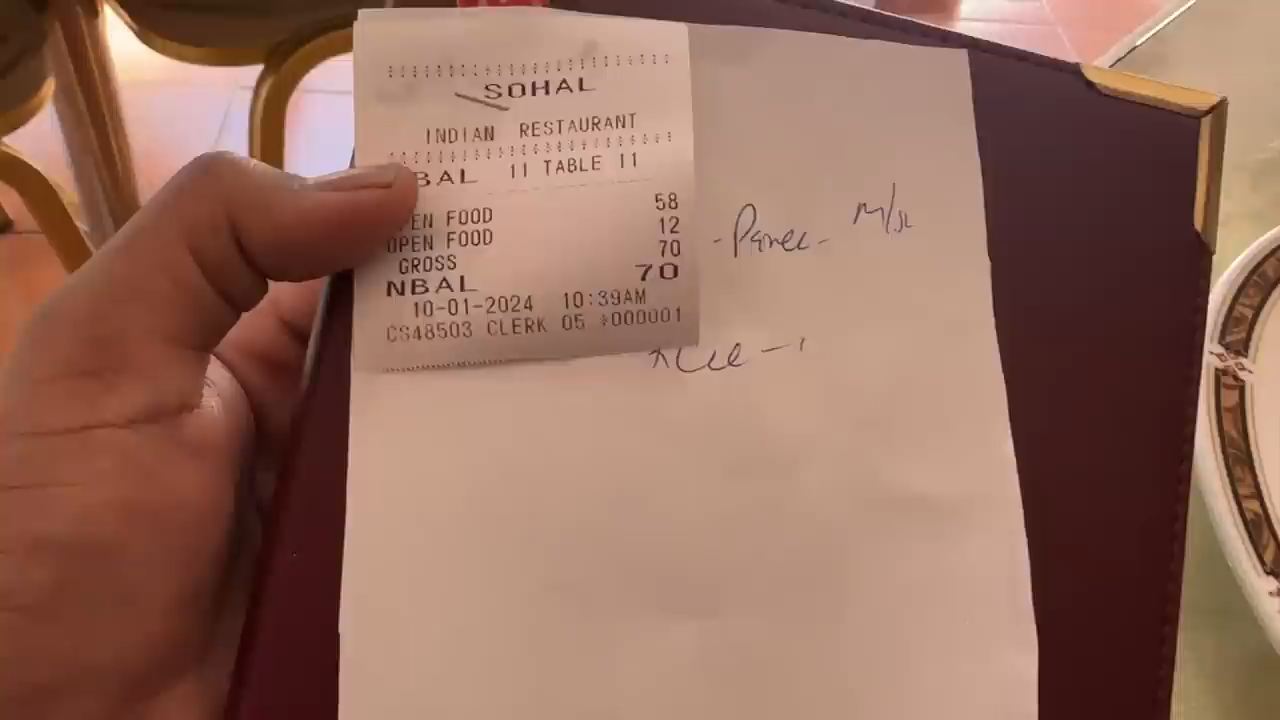 SOHAL
INDIAN RESTAURANT
BAL 11 TABLE 11
EN FOOD 58
OPEN FOOD 12
GROSS 70
NBAL 70
10-01-2024 10:39AM
CS48503 CLERK 05 *000001